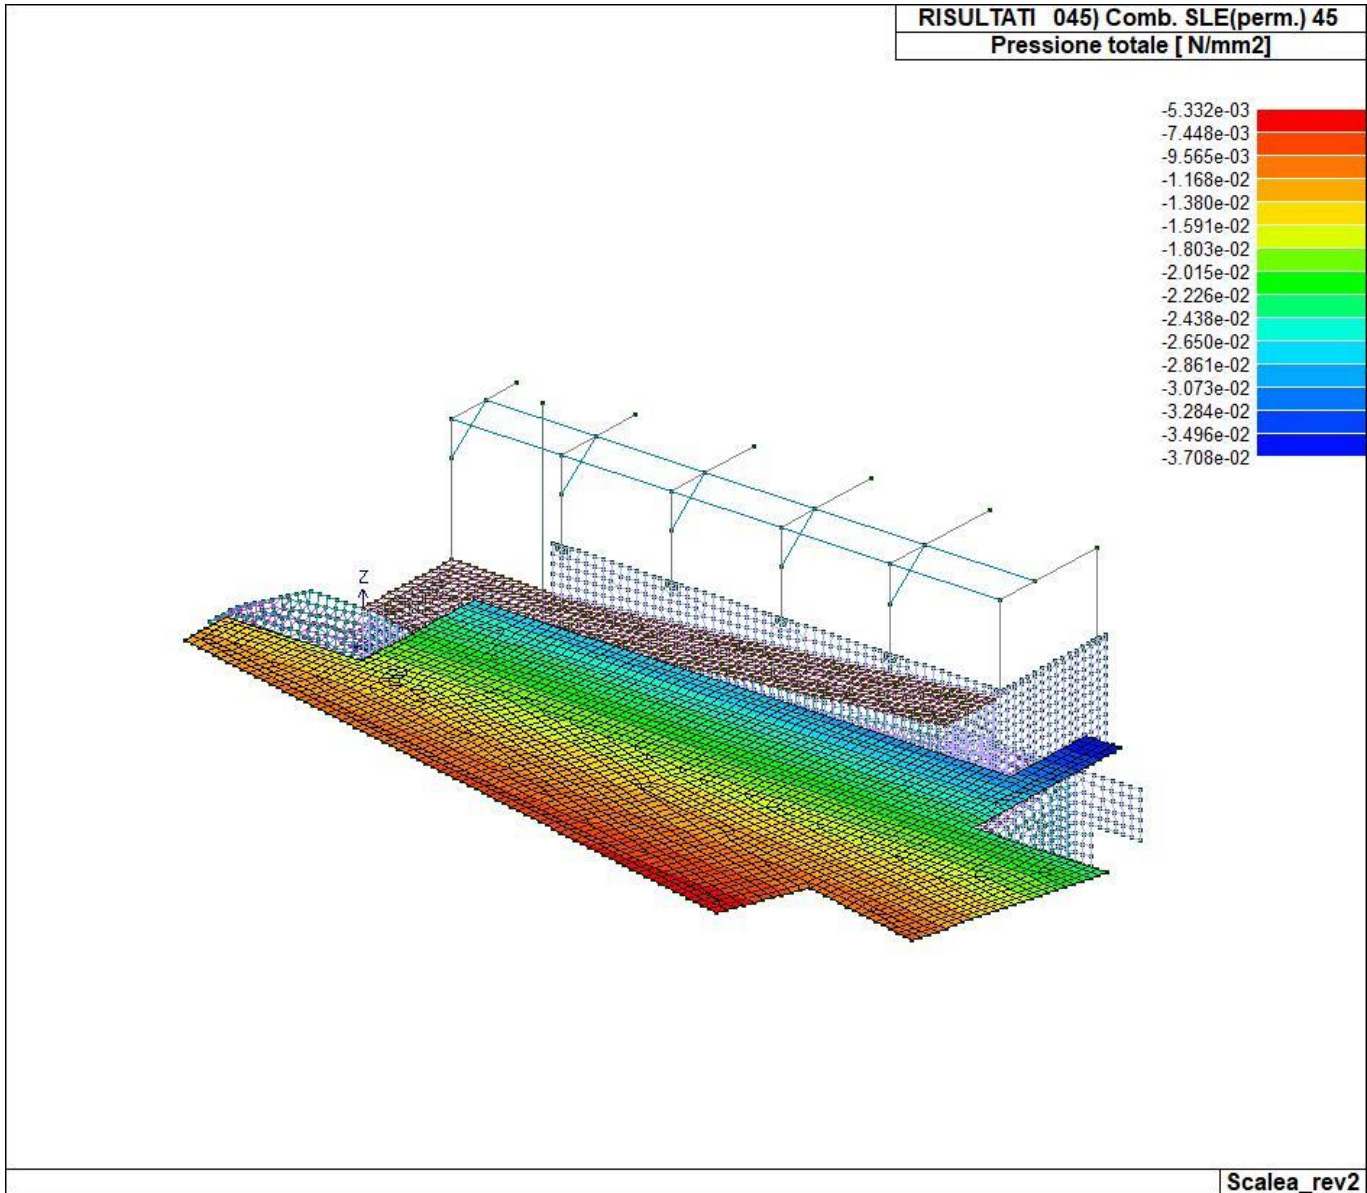 RISULTATI 045) Comb. SLE(perm.) 45
Pressione totale [ N/mm2]
-5.332e-03
-7.448e-03
-9.565e-03
-1.168e-02
-1.380e-02
-1.591e-02
-1.803e-02
-2.015e-02
-2.226e-02
-2.438e-02
-2.650e-02
-2.861e-02
-3.073e-02
-3.284e-02
-3.496e-02
-3.708e-02
Z
Scalea_rev2